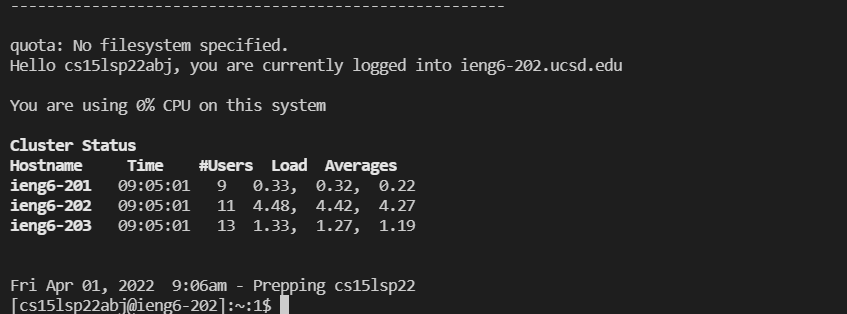 -------------------------------------------------------
quota: No filesystem specified.
Hello cs15lsp22abj, you are currently logged into ieng6-202.ucsd.edu
You are using 0% CPU on this system
Cluster Status
Hostname     Time    #Users  Load  Averages
ieng6-201   09:05:01   9   0.33,  0.32,  0.22
ieng6-202   09:05:01   11  4.48,  4.42,  4.27
ieng6-203   09:05:01   13  1.33,  1.27,  1.19
Fri Apr 01, 2022  9:06am - Prepping cs15lsp22
[cs15lsp22abj@ieng6-202]:~:1$